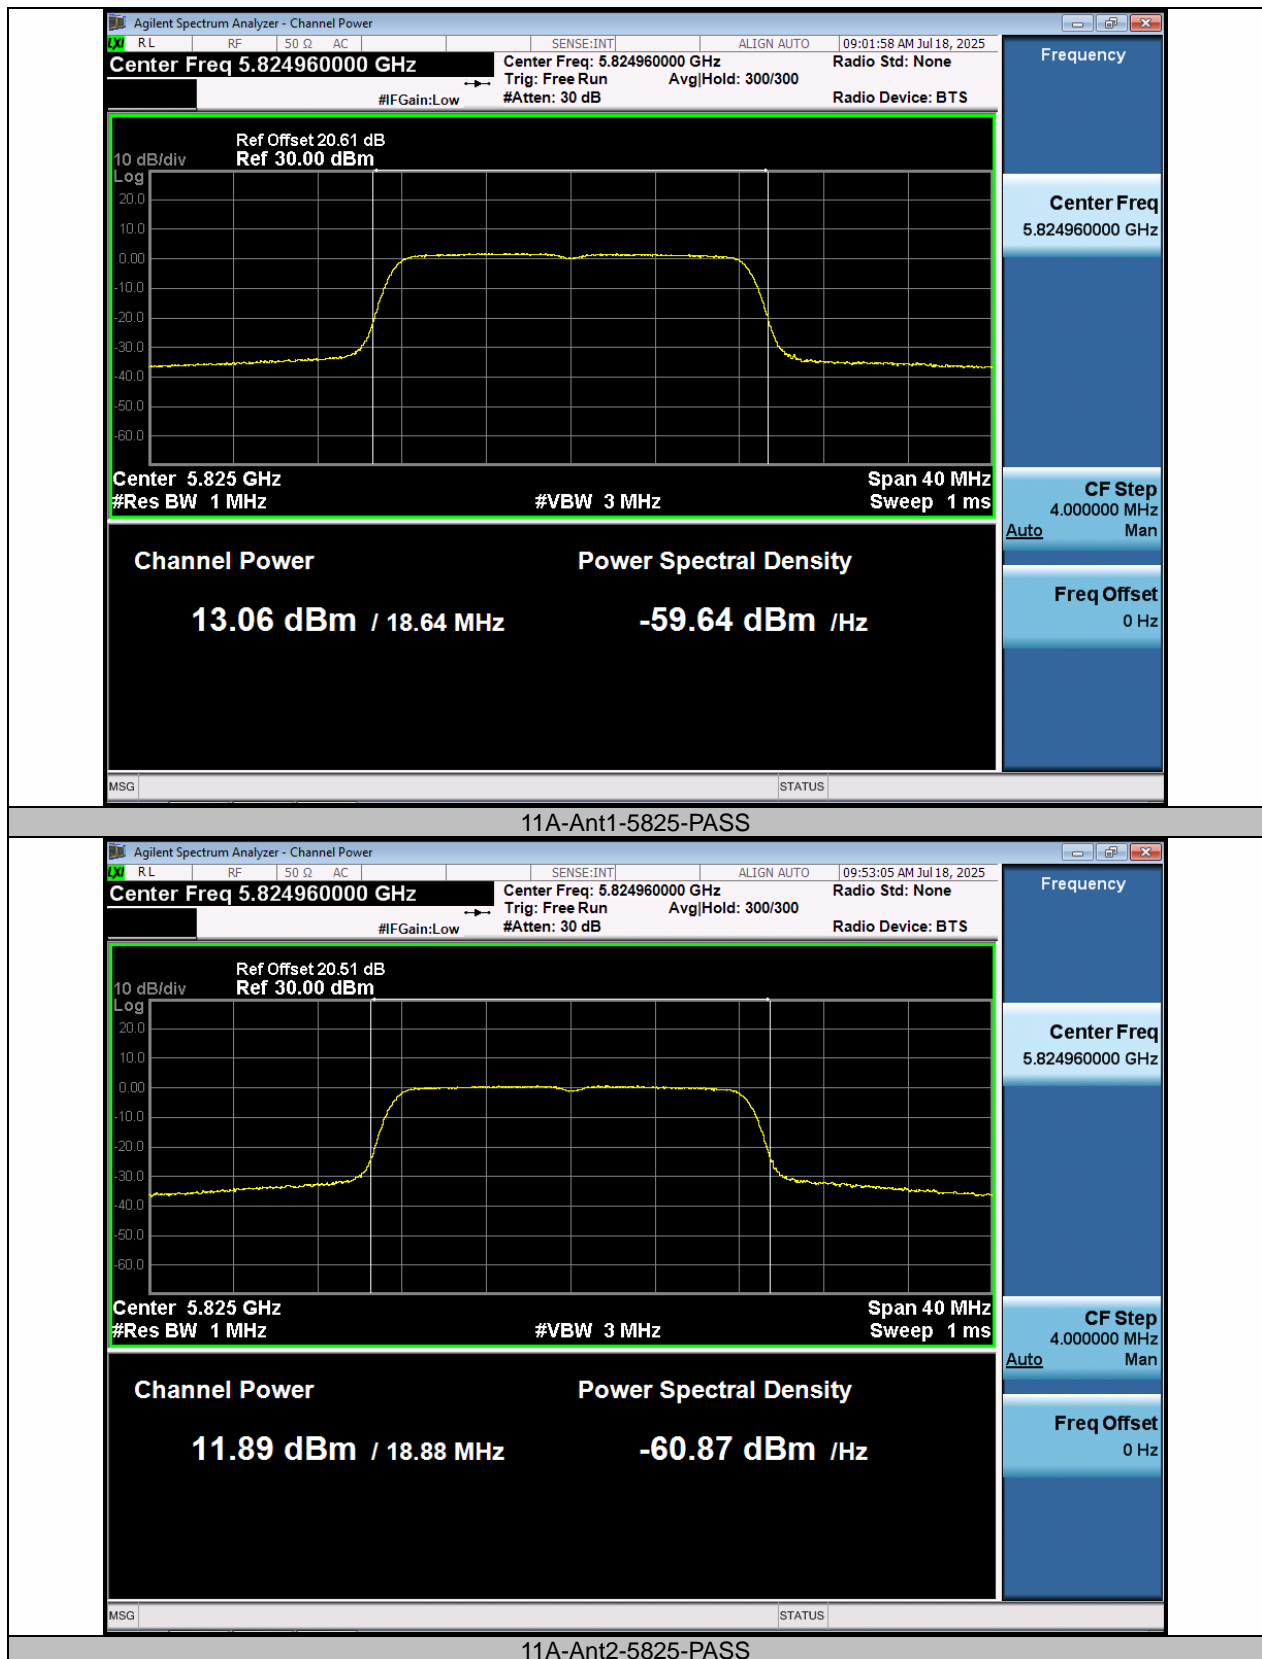 Agilent Spectrum Analyzer - Channel Power
LXI RL RF 50 Ω AC SENSE:INT ALIGN AUTO 09:01:58 AM Jul 18, 2025
Center Freq 5.824960000 GHz
Center Freq: 5.824960000 GHz Radio Std: None
Trig: Free Run Avg|Hold: 300/300
#IFGain:Low #Atten: 30 dB Radio Device: BTS
Ref Offset 20.61 dB
10 dB/div Ref 30.00 dBm
Log
20.0
10.0
0.00
-10.0
-20.0
-30.0
-40.0
-50.0
-60.0
Center 5.825 GHz Span 40 MHz
#Res BW 1 MHz #VBW 3 MHz Sweep 1 ms
Channel Power Power Spectral Density
13.06 dBm / 18.64 MHz -59.64 dBm /Hz
MSG STATUS
Frequency
Center Freq
5.824960000 GHz
CF Step
4.000000 MHz
Auto Man
Freq Offset
0 Hz
11A-Ant1-5825-PASS
Agilent Spectrum Analyzer - Channel Power
LXI RL RF 50 Ω AC SENSE:INT ALIGN AUTO 09:53:05 AM Jul 18, 2025
Center Freq 5.824960000 GHz
Center Freq: 5.824960000 GHz Radio Std: None
Trig: Free Run Avg|Hold: 300/300
#IFGain:Low #Atten: 30 dB Radio Device: BTS
Ref Offset 20.51 dB
10 dB/div Ref 30.00 dBm
Log
20.0
10.0
0.00
-10.0
-20.0
-30.0
-40.0
-50.0
-60.0
Center 5.825 GHz Span 40 MHz
#Res BW 1 MHz #VBW 3 MHz Sweep 1 ms
Channel Power Power Spectral Density
11.89 dBm / 18.88 MHz -60.87 dBm /Hz
MSG STATUS
Frequency
Center Freq
5.824960000 GHz
CF Step
4.000000 MHz
Auto Man
Freq Offset
0 Hz
11A-Ant2-5825-PASS